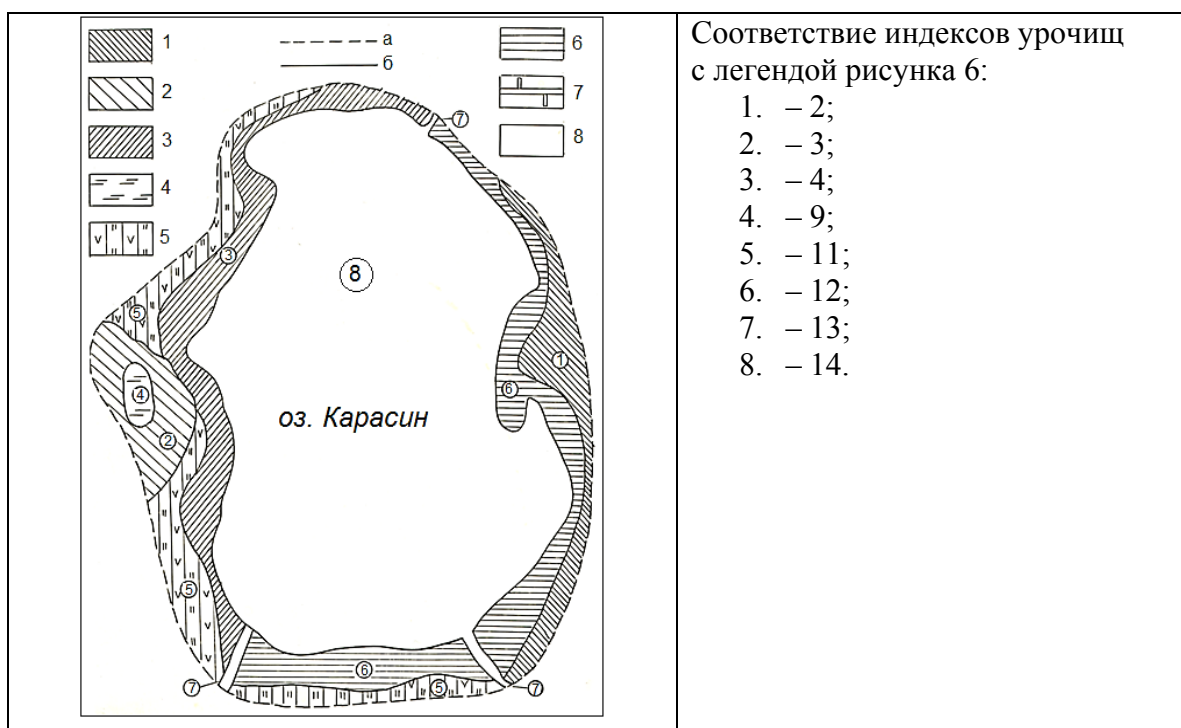 1
2
3
4
5
а
б
6
7
8
7
3
8
5
1
4
6
2
оз. Карасин
5
6
7
5
7
Соответствие индексов урочищ
с легендой рисунка 6:
1. – 2;
2. – 3;
3. – 4;
4. – 9;
5. – 11;
6. – 12;
7. – 13;
8. – 14.